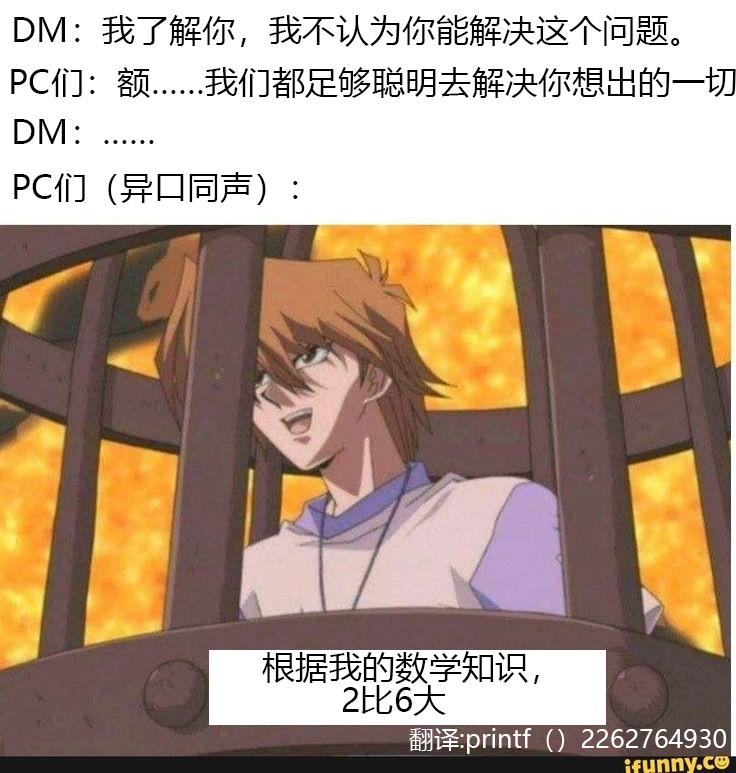 DM：我了解你，我不认为你能解决这个问题。
PC们：额……我们都足够聪明去解决你想出的一切
DM：……
PC们（异口同声）：
根据我的数学知识，
2比6大
翻译:printf（）2262764930
ifunny.co